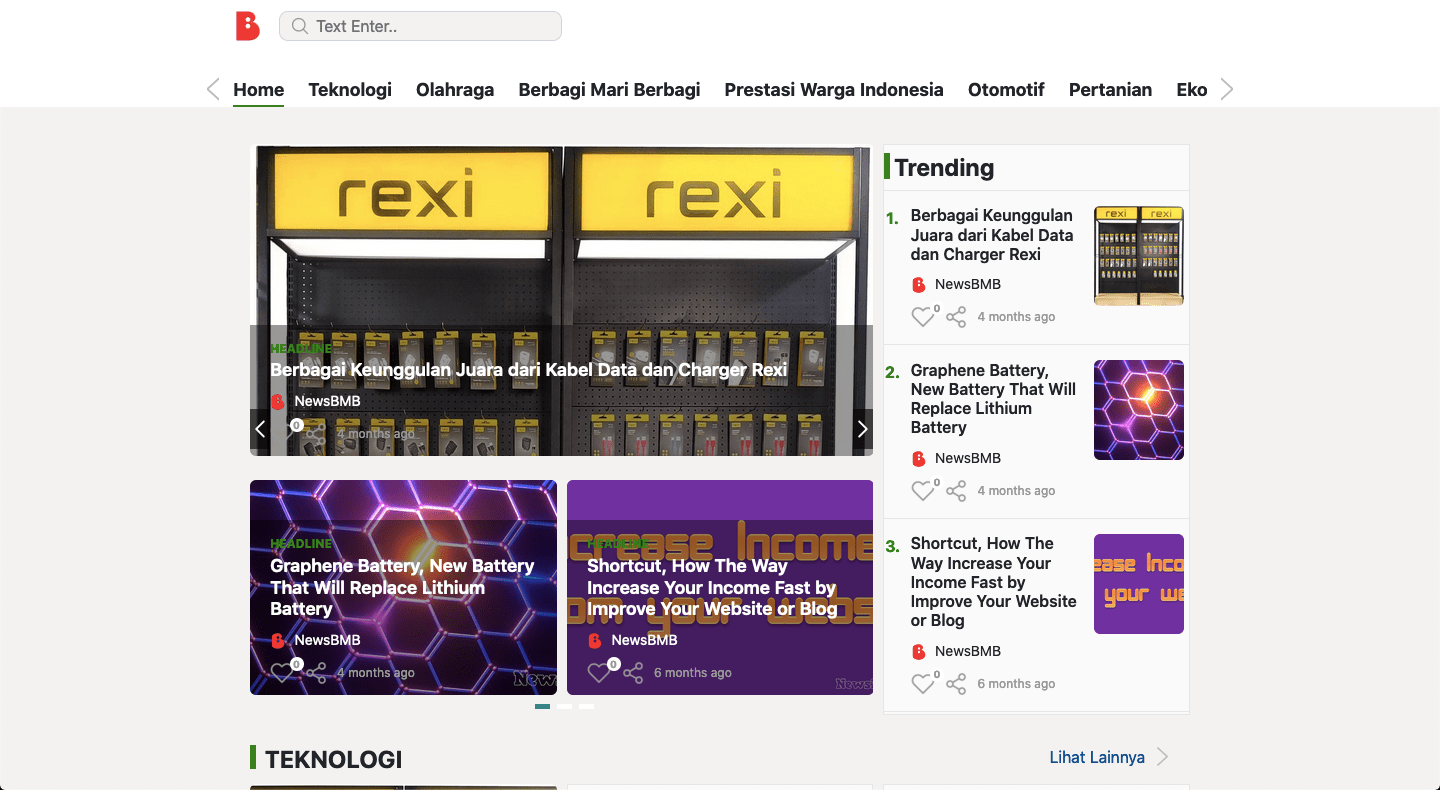 Text Enter..
Home Teknologi Olahraga Berbagi Mari Berbagi Prestasi Warga Indonesia Otomotif Pertanian Eko
rexi rexi
HEADLINE
Berbagai Keunggulan Juara dari Kabel Data dan Charger Rexi
NewsBMB
0
4 months ago
HEADLINE
Graphene Battery, New Battery
That Will Replace Lithium
Battery
NewsBMB
0
4 months ago
HEADLINE
Shortcut, How The Way
Increase Your Income Fast by
Improve Your Website or Blog
NewsBMB
0
6 months ago
Trending
1.
Berbagai Keunggulan
Juara dari Kabel Data
dan Charger Rexi
NewsBMB
0
4 months ago
rexi rexi
2.
Graphene Battery,
New Battery That Will
Replace Lithium
Battery
NewsBMB
0
4 months ago
3.
Shortcut, How The
Way Increase Your
Income Fast by
Improve Your Website
or Blog
NewsBMB
0
6 months ago
ease Inco
your we
TEKNOLOGI
Lihat Lainnya